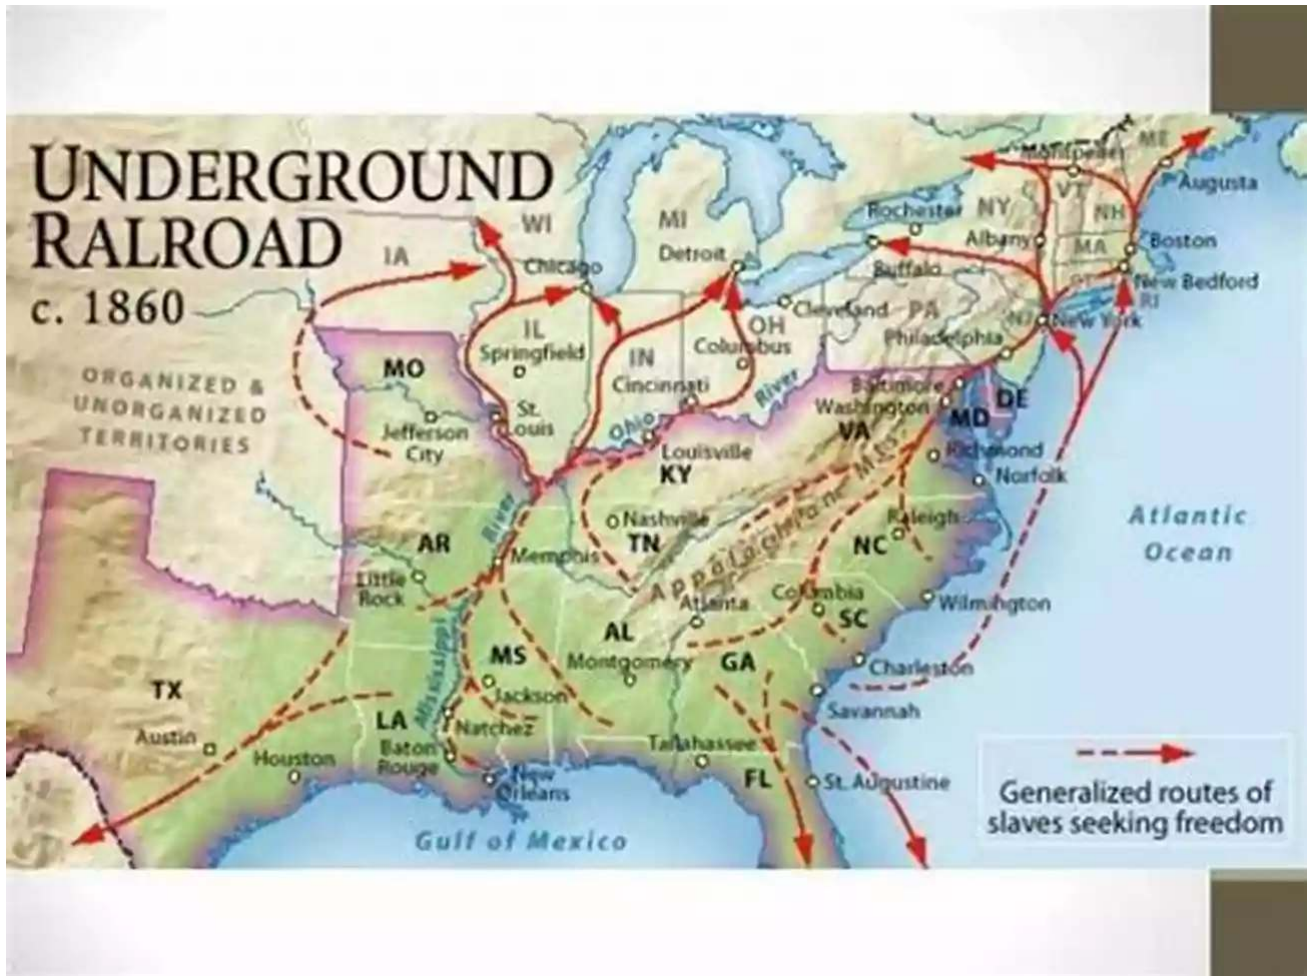 UNDERGROUND
RALROAD
c. 1860
ORGANIZED &
UNORGANIZED
TERRITORIES
IA
WI
MI
Chicago
Detroit
IL
Springfield
IN
OH
Cleveland
Columbus
Cincinnati
MO
Jefferson
City
St.
Louis
Ohio
River
Louisville
KY
Rochester
NY
Buffalo
Albany
Montpelier
VT
ME
Augusta
NH
MA
Boston
New Bedford
CT
RI
PA
NJ
New York
Philadelphia
Baltimore
Washington
MD
DE
VA
Richmond
Norfolk
Appalachian Mts.
River
Nashville
TN
AR
Memphis
Little
Rock
Raleigh
NC
Columbia
SC
Wilmington
Atlanta
Charleston
Savannah
AL
Montgomery
GA
MS
Jackson
Mississippi
Natchez
LA
Baton
Rouge
New
Orleans
TX
Austin
Houston
Tallahassee
FL
St. Augustine
Gulf of Mexico
Atlantic
Ocean
Generalized routes of
slaves seeking freedom